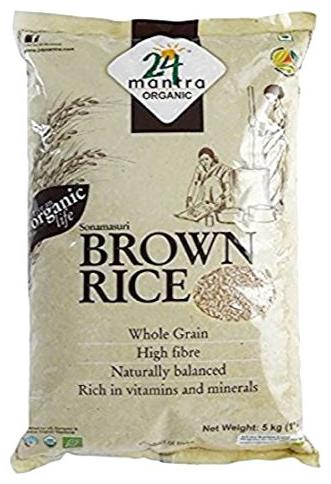 24
mantra
ORGANIC
organic
life
Sonamasuri
BROWN
RICE
Whole Grain
High fibre
Naturally balanced
Rich in vitamins and minerals
Net Weight: 5 kg